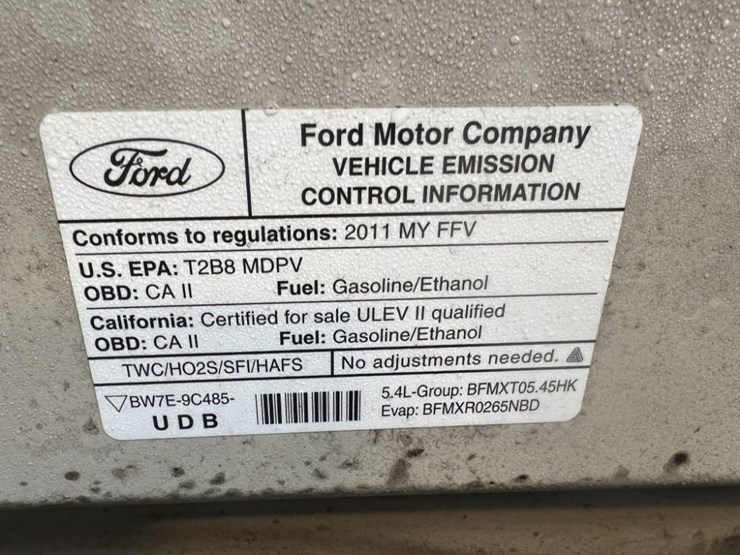 Ford
Ford Motor Company
VEHICLE EMISSION
CONTROL INFORMATION
Conforms to regulations: 2011 MY FFV
U.S. EPA: T2B8 MDPV
OBD: CA II Fuel: Gasoline/Ethanol
California: Certified for sale ULEV II qualified
OBD: CA II Fuel: Gasoline/Ethanol
TWC/HO2S/SFI/HAFS No adjustments needed.
BW7E-9C485-
UDB
5.4L-Group: BFMXT05.45HK
Evap: BFMXR0265NBD